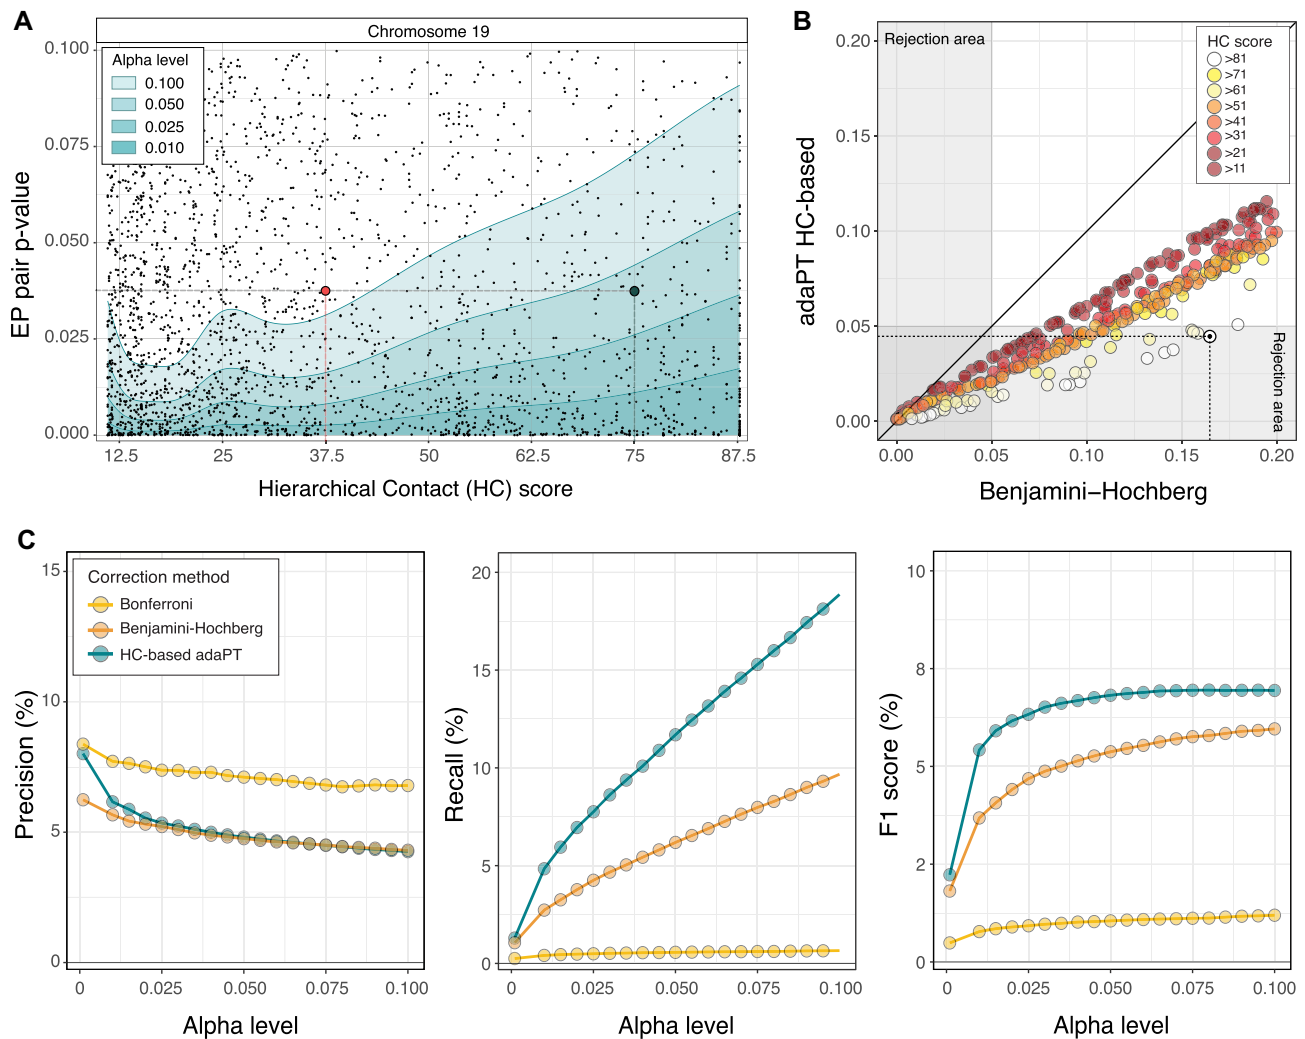 A
Chromosome 19
EP pair p-value
0.100
0.075
0.050
0.025
0.000
Alpha level
0.100
0.050
0.025
0.010
12.5 25 37.5 50 62.5 75 87.5
Hierarchical Contact (HC) score
B
adaPT HC-based
0.20
0.15
0.10
0.05
0.00
Rejection area
HC score
>81
>71
>61
>51
>41
>31
>21
>11
Rejection area
0.00 0.05 0.10 0.15 0.20
Benjamini–Hochberg
C
Precision (%)
15
10
5
0
Correction method
Bonferroni
Benjamini-Hochberg
HC-based adaPT
0 0.025 0.050 0.075 0.100
Alpha level
Recall (%)
20
15
10
5
0
0 0.025 0.050 0.075 0.100
Alpha level
F1 score (%)
10
8
5
2
0
0 0.025 0.050 0.075 0.100
Alpha level